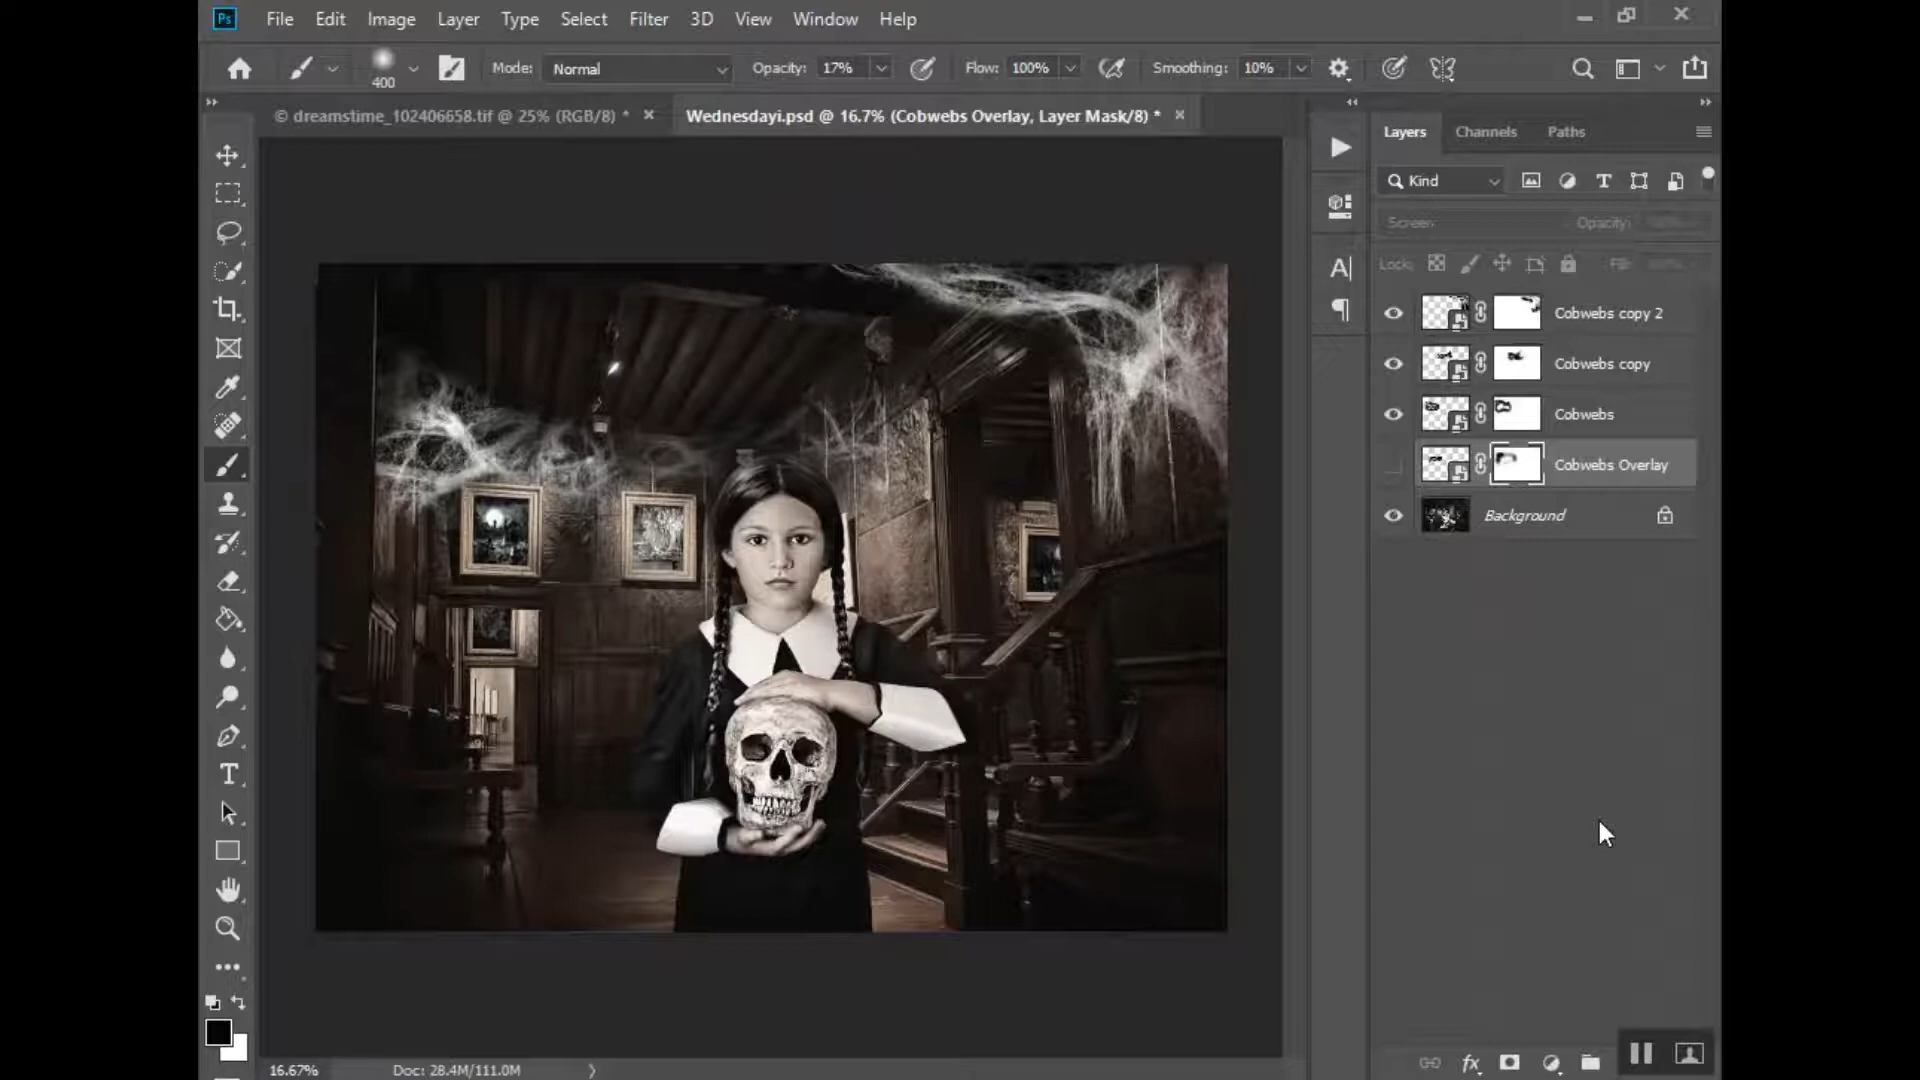 Ps File Edit Image Layer Type Select Filter 3D View Window Help
400 Mode: Normal Opacity: 17% Flow: 100% Smoothing: 10%
© dreamstime_102406658.tif @ 25% (RGB/8) * Wednesdayi.psd @ 16.7% (Cobwebs Overlay, Layer Mask/8) *
Layers Channels Paths
Kind
Screen Opacity:
Lock:
Cobwebs copy 2
Cobwebs copy
Cobwebs
Cobwebs Overlay
Background
16.67% Doc: 28.4M/111.0M